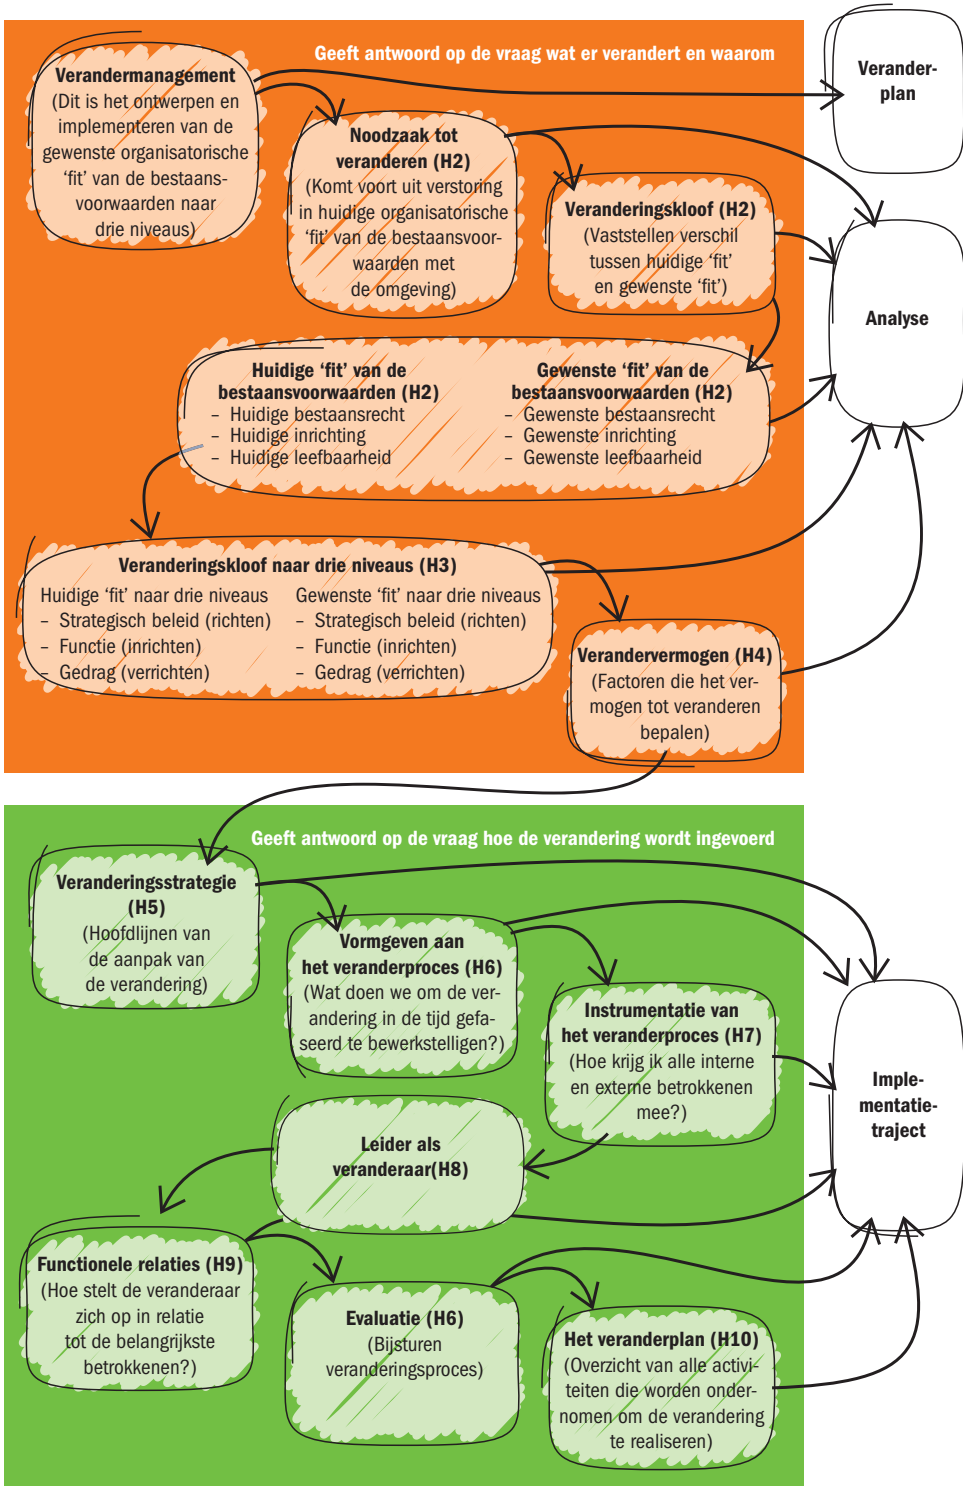 Geeft antwoord op de vraag wat er verandert en waarom
Verandermanagement
(Dit is het ontwerpen en
implementeren van de
gewenste organisatorische
‘fit’ van de bestaans-
voorwaarden naar
drie niveaus)
Noodzaak tot
veranderen (H2)
(Komt voort uit verstoring
in huidige organisatorische
‘fit’ van de bestaansvoor-
waarden met
de omgeving)
Veranderingskloof (H2)
(Vaststellen verschil
tussen huidige ‘fit’
en gewenste ‘fit’)
Verander-
plan
Analyse
Huidige ‘fit’ van de
bestaansvoorwaarden (H2)
– Huidige bestaansrecht
– Huidige inrichting
– Huidige leefbaarheid
Gewenste ‘fit’ van de
bestaansvoorwaarden (H2)
– Gewenste bestaansrecht
– Gewenste inrichting
– Gewenste leefbaarheid
Veranderingskloof naar drie niveaus (H3)
Huidige ‘fit’ naar drie niveaus
– Strategisch beleid (richten)
– Functie (inrichten)
– Gedrag (verrichten)
Gewenste ‘fit’ naar drie niveaus
– Strategisch beleid (richten)
– Functie (inrichten)
– Gedrag (verrichten)
Verandervermogen (H4)
(Factoren die het ver-
mogen tot veranderen
bepalen)
Geeft antwoord op de vraag hoe de verandering wordt ingevoerd
Veranderingsstrategie
(H5)
(Hoofdlijnen van
de aanpak van
de verandering)
Vormgeven aan
het veranderproces (H6)
(Wat doen we om de ver-
andering in de tijd gefa-
seerd te bewerkstelligen?)
Instrumentatie van
het veranderproces (H7)
(Hoe krijg ik alle interne
en externe betrokkenen
mee?)
Imple-
mentatie-
traject
Leider als
veranderaar(H8)
Functionele relaties (H9)
(Hoe stelt de veranderaar
zich op in relatie
tot de belangrijkste
betrokkenen?)
Evaluatie (H6)
(Bijsturen
veranderingsproces)
Het veranderplan (H10)
(Overzicht van alle activi-
teiten die worden onder-
nomen om de verandering
te realiseren)